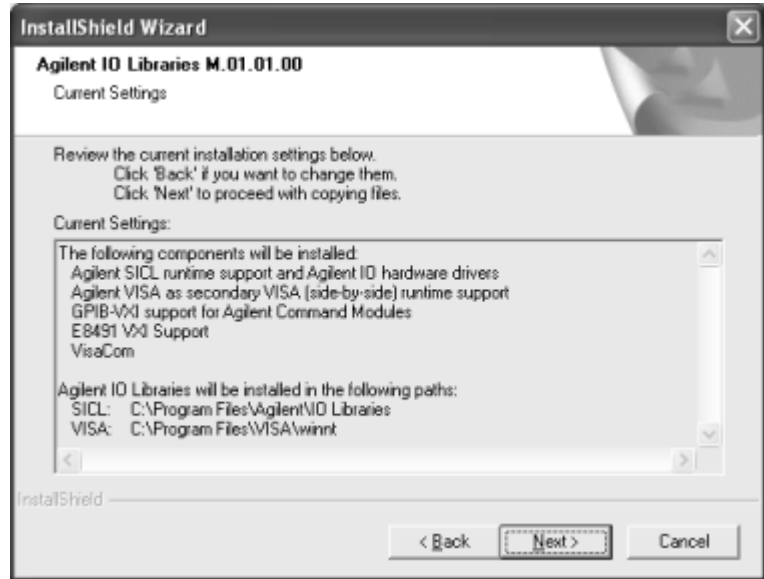 InstallShield Wizard
Agilent IO Libraries M.01.01.00
Current Settings
Review the current installation settings below.
Click 'Back' if you want to change them.
Click 'Next' to proceed with copying files.
Current Settings:
The following components will be installed:
Agilent SICL runtime support and Agilent IO hardware drivers
Agilent VISA as secondary VISA (side-by-side) runtime support
GPIB-VXI support for Agilent Command Modules
E8491 VXI Support
VisaCom
Agilent IO Libraries will be installed in the following paths:
SICL: C:\Program Files\Agilent\IO Libraries
VISA: C:\Program Files\VISA\winnt
InstallShield
< Back Next > Cancel